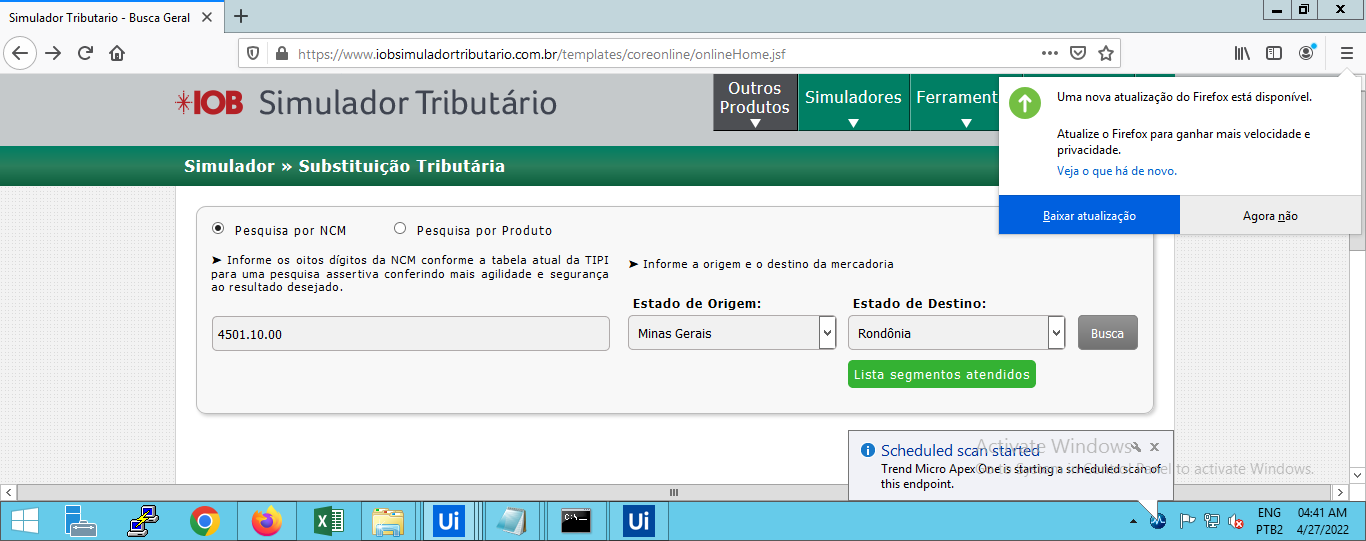 Simulador Tributario - Busca Geral
https://www.iobsimuladortributario.com.br/templates/coreonline/onlineHome.jsf
IOB Simulador Tributário
Outros
Produtos
Simuladores
Ferrament
Uma nova atualização do Firefox está disponível.
Atualize o Firefox para ganhar mais velocidade e
privacidade.
Veja o que há de novo.
Baixar atualização
Agora não
Simulador » Substituição Tributária
Pesquisa por NCM
Pesquisa por Produto
➤ Informe os oitos dígitos da NCM conforme a tabela atual da TIPI
para uma pesquisa assertiva conferindo mais agilidade e segurança
ao resultado desejado.
➤ Informe a origem e o destino da mercadoria
Estado de Origem:
Estado de Destino:
4501.10.00
Minas Gerais
Rondônia
Busca
Lista segmentos atendidos
Activate Windows
Go to System in Control Panel to activate Windows.
Scheduled scan started
Trend Micro Apex One is starting a scheduled scan of
this endpoint.
Ui
Ui
ENG
PTB2
04:41 AM
4/27/2022